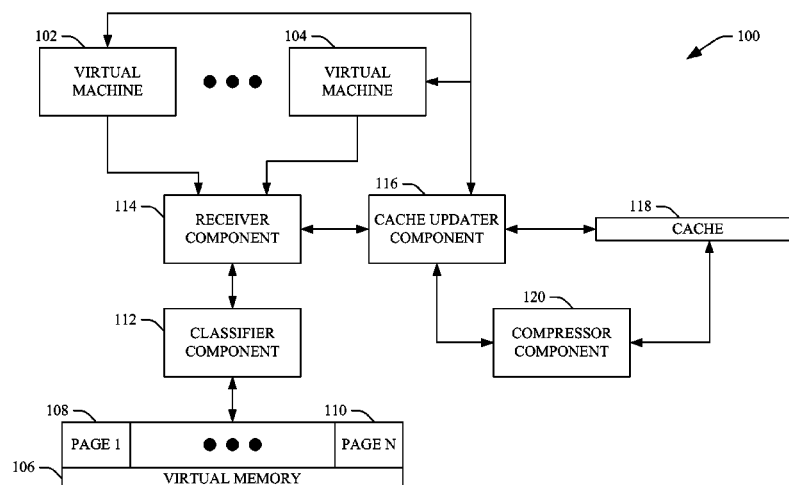 102
104
100
VIRTUAL
MACHINE
VIRTUAL
MACHINE
114
116
118
RECEIVER
COMPONENT
CACHE UPDATER
COMPONENT
CACHE
112
120
CLASSIFIER
COMPONENT
COMPRESSOR
COMPONENT
108
110
PAGE 1
PAGE N
106
VIRTUAL MEMORY